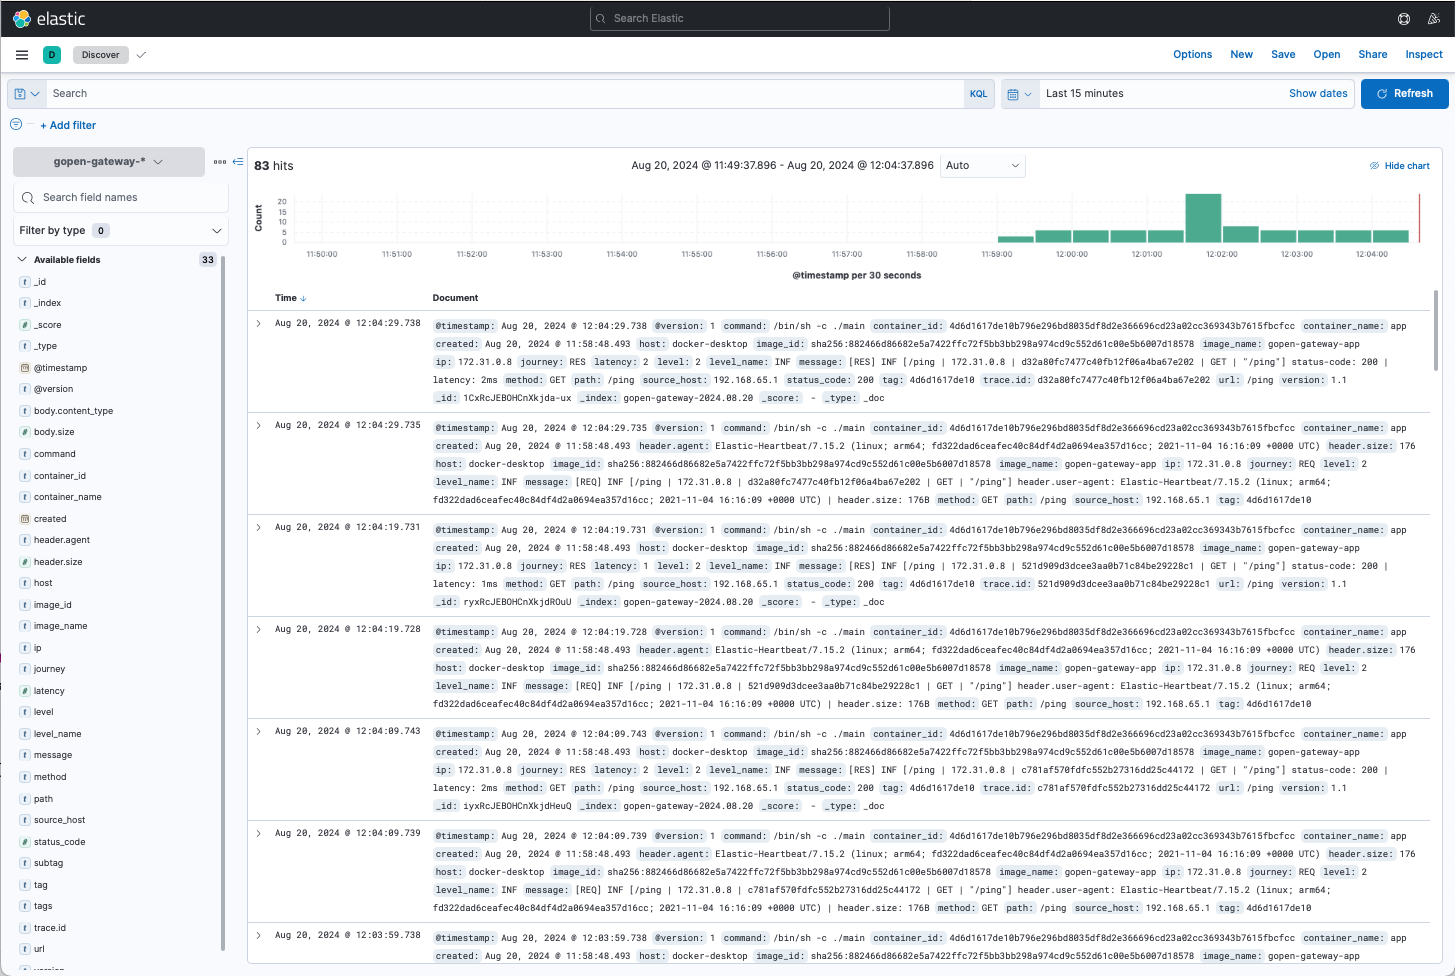 elastic
Search Elastic
D Discover
Options New Save Open Share Inspect
Search
KQL
Last 15 minutes
Show dates
Refresh
+ Add filter
gopen-gateway-*
Search field names
Filter by type 0
Available fields 33
t _id
t _index
# _score
t _type
@timestamp
t @version
t body.content_type
# body.size
t command
t container_id
t container_name
created
t header.agent
# header.size
t host
t image_id
t image_name
t ip
t journey
# latency
t level
t level_name
t message
t method
t path
t source_host
# status_code
t subtag
t tag
t tags
t trace.id
t url
version
83 hits
Aug 20, 2024 @ 11:49:37.896 - Aug 20, 2024 @ 12:04:37.896
Auto
Hide chart
Count
20
15
10
5
0
11:50:00 11:51:00 11:52:00 11:53:00 11:54:00 11:55:00 11:56:00 11:57:00 11:58:00 11:59:00 12:00:00 12:01:00 12:02:00 12:03:00 12:04:00
@timestamp per 30 seconds
Time Document
Aug 20, 2024 @ 12:04:29.738
@timestamp: Aug 20, 2024 @ 12:04:29.738 @version: 1 command: /bin/sh -c ./main container_id: 4d6d1617de10b796e296bd8035df8d2e366696cd23a02cc369343b7615fbcfcc container_name: app
created: Aug 20, 2024 @ 11:58:48.493 host: docker-desktop image_id: sha256:882466d86682e5a7422ffc72f5bb3bb298a974cd9c552d61c00e5b6007d18578 image_name: gopen-gateway-app
ip: 172.31.0.8 journey: RES latency: 2 level: 2 level_name: INF message: [RES] INF [/ping | 172.31.0.8 | d32a80fc7477c40fb12f06a4ba67e202 | GET | "/ping"] status-code: 200 |
latency: 2ms method: GET path: /ping source_host: 192.168.65.1 status_code: 200 tag: 4d6d1617de10 trace.id: d32a80fc7477c40fb12f06a4ba67e202 url: /ping version: 1.1
_id: 1CxRcJEBOHCnXkjda-ux _index: gopen-gateway-2024.08.20 _score: - _type: _doc
Aug 20, 2024 @ 12:04:29.735
@timestamp: Aug 20, 2024 @ 12:04:29.735 @version: 1 command: /bin/sh -c ./main container_id: 4d6d1617de10b796e296bd8035df8d2e366696cd23a02cc369343b7615fbcfcc container_name: app
created: Aug 20, 2024 @ 11:58:48.493 header.agent: Elastic-Heartbeat/7.15.2 (linux; arm64; fd322dad6ceafec40c84df4d2a0694ea357d16cc; 2021-11-04 16:16:09 +0000 UTC) header.size: 176
host: docker-desktop image_id: sha256:882466d86682e5a7422ffc72f5bb3bb298a974cd9c552d61c00e5b6007d18578 image_name: gopen-gateway-app ip: 172.31.0.8 journey: REQ level: 2
level_name: INF message: [REQ] INF [/ping | 172.31.0.8 | d32a80fc7477c40fb12f06a4ba67e202 | GET | "/ping"] header.user-agent: Elastic-Heartbeat/7.15.2 (linux; arm64;
fd322dad6ceafec40c84df4d2a0694ea357d16cc; 2021-11-04 16:16:09 +0000 UTC) | header.size: 176B method: GET path: /ping source_host: 192.168.65.1 tag: 4d6d1617de10
Aug 20, 2024 @ 12:04:19.731
@timestamp: Aug 20, 2024 @ 12:04:19.731 @version: 1 command: /bin/sh -c ./main container_id: 4d6d1617de10b796e296bd8035df8d2e366696cd23a02cc369343b7615fbcfcc container_name: app
created: Aug 20, 2024 @ 11:58:48.493 host: docker-desktop image_id: sha256:882466d86682e5a7422ffc72f5bb3bb298a974cd9c552d61c00e5b6007d18578 image_name: gopen-gateway-app
ip: 172.31.0.8 journey: RES latency: 1 level: 2 level_name: INF message: [RES] INF [/ping | 172.31.0.8 | 521d909d3dcee3aa0b71c84be29228c1 | GET | "/ping"] status-code: 200 |
latency: 1ms method: GET path: /ping source_host: 192.168.65.1 status_code: 200 tag: 4d6d1617de10 trace.id: 521d909d3dcee3aa0b71c84be29228c1 url: /ping version: 1.1
_id: ryxRcJEBOHCnXkjdROuU _index: gopen-gateway-2024.08.20 _score: - _type: _doc
Aug 20, 2024 @ 12:04:19.728
@timestamp: Aug 20, 2024 @ 12:04:19.728 @version: 1 command: /bin/sh -c ./main container_id: 4d6d1617de10b796e296bd8035df8d2e366696cd23a02cc369343b7615fbcfcc container_name: app
created: Aug 20, 2024 @ 11:58:48.493 header.agent: Elastic-Heartbeat/7.15.2 (linux; arm64; fd322dad6ceafec40c84df4d2a0694ea357d16cc; 2021-11-04 16:16:09 +0000 UTC) header.size: 176
host: docker-desktop image_id: sha256:882466d86682e5a7422ffc72f5bb3bb298a974cd9c552d61c00e5b6007d18578 image_name: gopen-gateway-app ip: 172.31.0.8 journey: REQ level: 2
level_name: INF message: [REQ] INF [/ping | 172.31.0.8 | 521d909d3dcee3aa0b71c84be29228c1 | GET | "/ping"] header.user-agent: Elastic-Heartbeat/7.15.2 (linux; arm64;
fd322dad6ceafec40c84df4d2a0694ea357d16cc; 2021-11-04 16:16:09 +0000 UTC) | header.size: 176B method: GET path: /ping source_host: 192.168.65.1 tag: 4d6d1617de10
Aug 20, 2024 @ 12:04:09.743
@timestamp: Aug 20, 2024 @ 12:04:09.743 @version: 1 command: /bin/sh -c ./main container_id: 4d6d1617de10b796e296bd8035df8d2e366696cd23a02cc369343b7615fbcfcc container_name: app
created: Aug 20, 2024 @ 11:58:48.493 host: docker-desktop image_id: sha256:882466d86682e5a7422ffc72f5bb3bb298a974cd9c552d61c00e5b6007d18578 image_name: gopen-gateway-app
ip: 172.31.0.8 journey: RES latency: 2 level: 2 level_name: INF message: [RES] INF [/ping | 172.31.0.8 | c781af570fdfc552b27316dd25c44172 | GET | "/ping"] status-code: 200 |
latency: 2ms method: GET path: /ping source_host: 192.168.65.1 status_code: 200 tag: 4d6d1617de10 trace.id: c781af570fdfc552b27316dd25c44172 url: /ping version: 1.1
_id: iyxRcJEBOHCnXkjdHeuQ _index: gopen-gateway-2024.08.20 _score: - _type: _doc
Aug 20, 2024 @ 12:04:09.739
@timestamp: Aug 20, 2024 @ 12:04:09.739 @version: 1 command: /bin/sh -c ./main container_id: 4d6d1617de10b796e296bd8035df8d2e366696cd23a02cc369343b7615fbcfcc container_name: app
created: Aug 20, 2024 @ 11:58:48.493 header.agent: Elastic-Heartbeat/7.15.2 (linux; arm64; fd322dad6ceafec40c84df4d2a0694ea357d16cc; 2021-11-04 16:16:09 +0000 UTC) header.size: 176
host: docker-desktop image_id: sha256:882466d86682e5a7422ffc72f5bb3bb298a974cd9c552d61c00e5b6007d18578 image_name: gopen-gateway-app ip: 172.31.0.8 journey: REQ level: 2
level_name: INF message: [REQ] INF [/ping | 172.31.0.8 | c781af570fdfc552b27316dd25c44172 | GET | "/ping"] header.user-agent: Elastic-Heartbeat/7.15.2 (linux; arm64;
fd322dad6ceafec40c84df4d2a0694ea357d16cc; 2021-11-04 16:16:09 +0000 UTC) | header.size: 176B method: GET path: /ping source_host: 192.168.65.1 tag: 4d6d1617de10
Aug 20, 2024 @ 12:03:59.738
@timestamp: Aug 20, 2024 @ 12:03:59.738 @version: 1 command: /bin/sh -c ./main container_id: 4d6d1617de10b796e296bd8035df8d2e366696cd23a02cc369343b7615fbcfcc container_name: app
created: Aug 20, 2024 @ 11:58:48.493 host: docker-desktop image_id: sha256:882466d86682e5a7422ffc72f5bb3bb298a974cd9c552d61c00e5b6007d18578 image_name: gopen-gateway-app